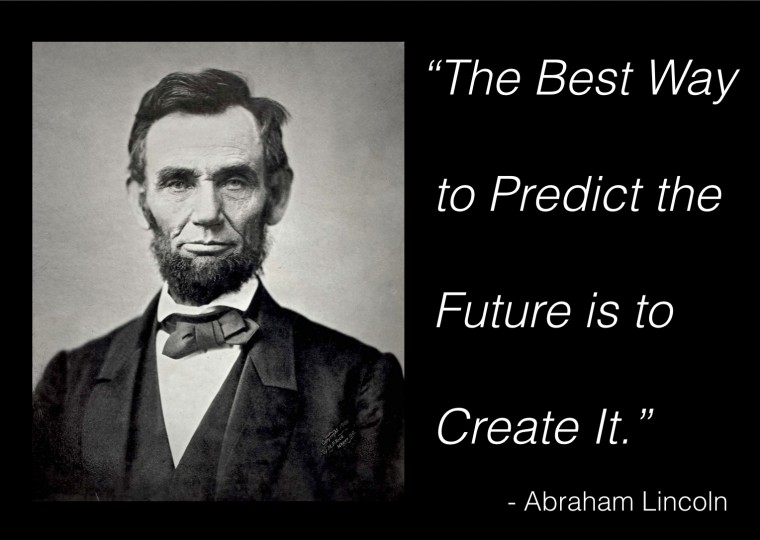 “The Best Way
to Predict the
Future is to
Create It.”
- Abraham Lincoln